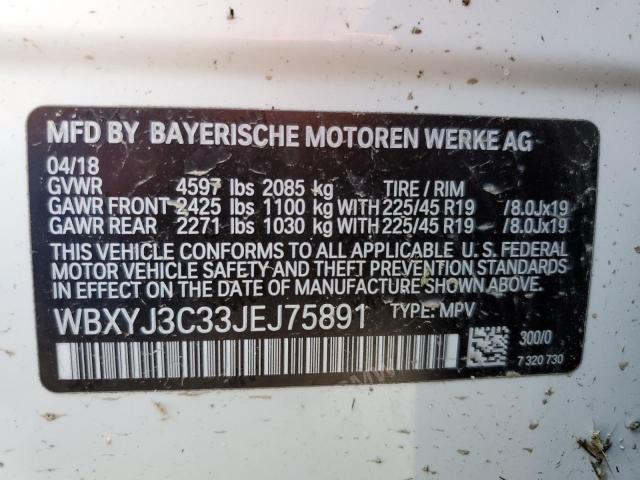 MFD BY BAYERISCHE MOTOREN WERKE AG
04/18
GVWR 4597 lbs 2085 kg TIRE / RIM
GAWR FRONT 2425 lbs 1100 kg WITH 225/45 R19 /8.0Jx19
GAWR REAR 2271 lbs 1030 kg WITH 225/45 R19 /8.0Jx19
THIS VEHICLE CONFORMS TO ALL APPLICABLE U. S. FEDERAL
MOTOR VEHICLE SAFETY AND THEFT PREVENTION STANDARDS
IN EFFECT ON THE DATE OF MANUFACTURE SHOWN ABOVE.
WBXYJ3C33JEJ75891 TYPE: MPV
300/0
7 320 730